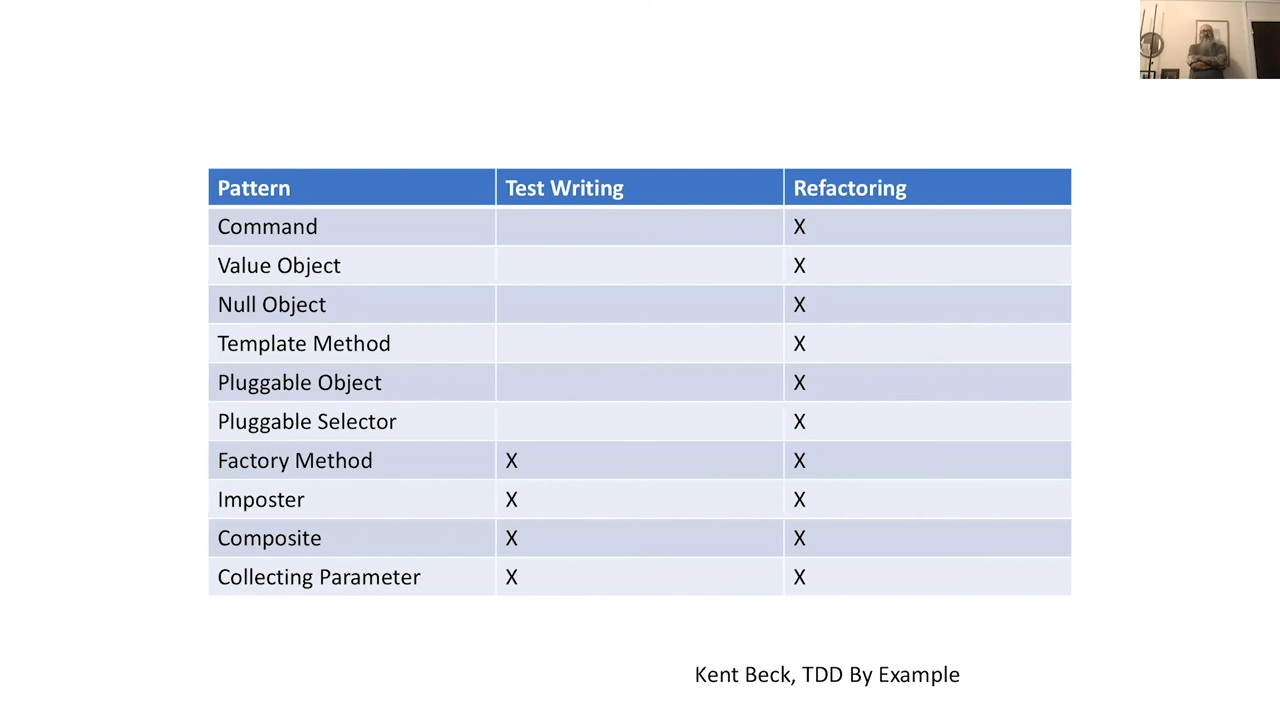 Pattern Test Writing Refactoring
Command X
Value Object X
Null Object X
Template Method X
Pluggable Object X
Pluggable Selector X
Factory Method X X
Imposter X X
Composite X X
Collecting Parameter X X
Kent Beck, TDD By Example